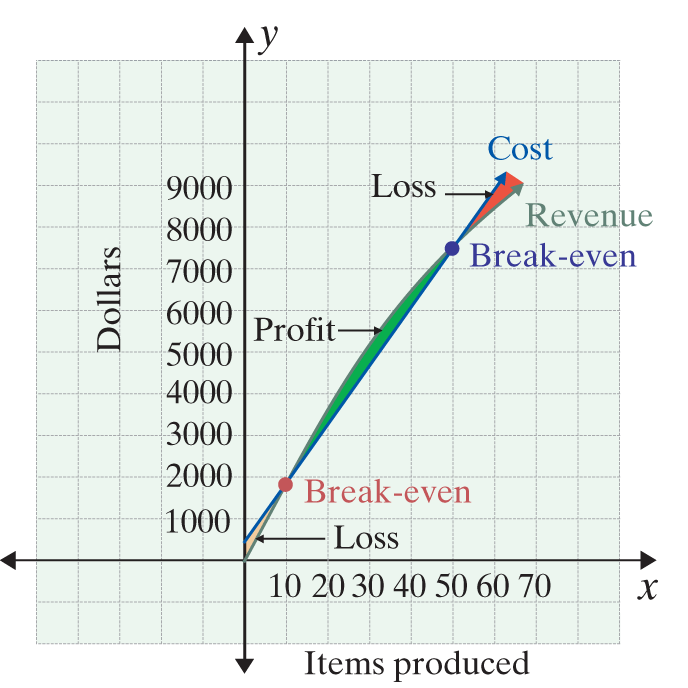 y
Cost
9000
Loss
8000
Revenue
7000
Break-even
Dollars
6000
Profit
5000
4000
3000
2000
Break-even
1000
Loss
10 20 30 40 50 60 70
x
Items produced